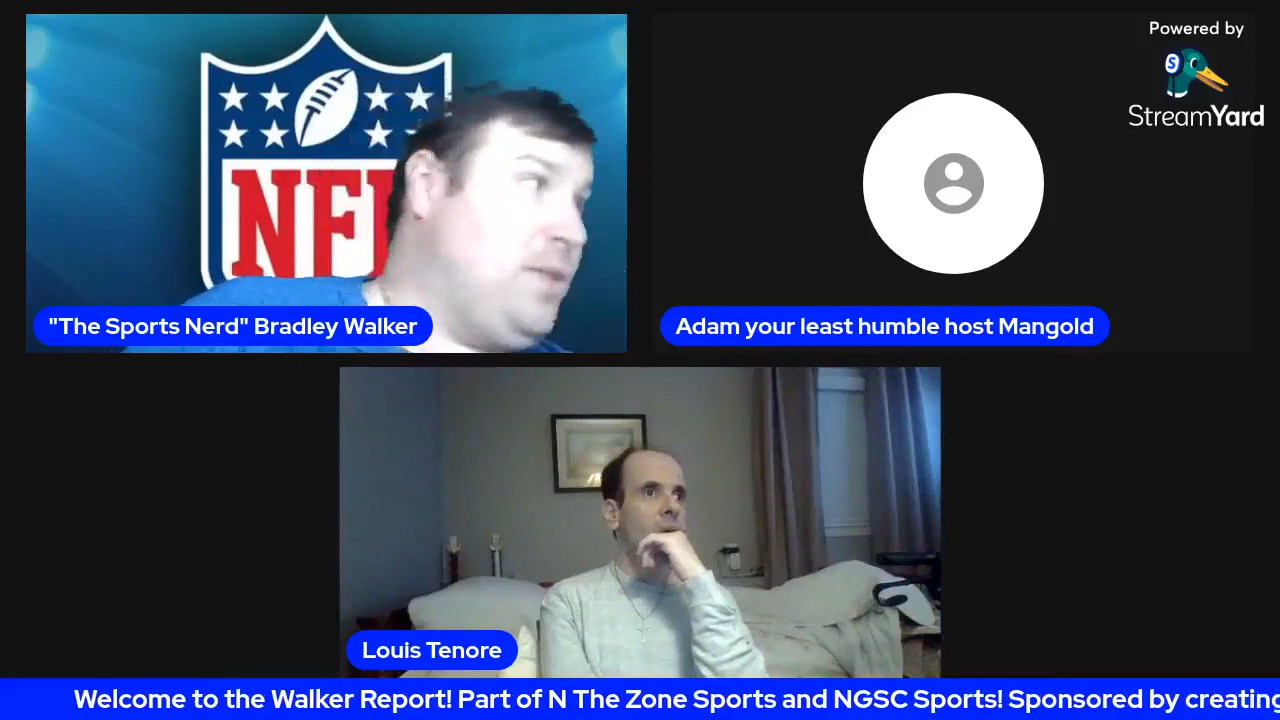 Powered by
StreamYard
NFL
"The Sports Nerd" Bradley Walker
Adam your least humble host Mangold
Louis Tenore
Welcome to the Walker Report! Part of N The Zone Sports and NGSC Sports! Sponsored by creating